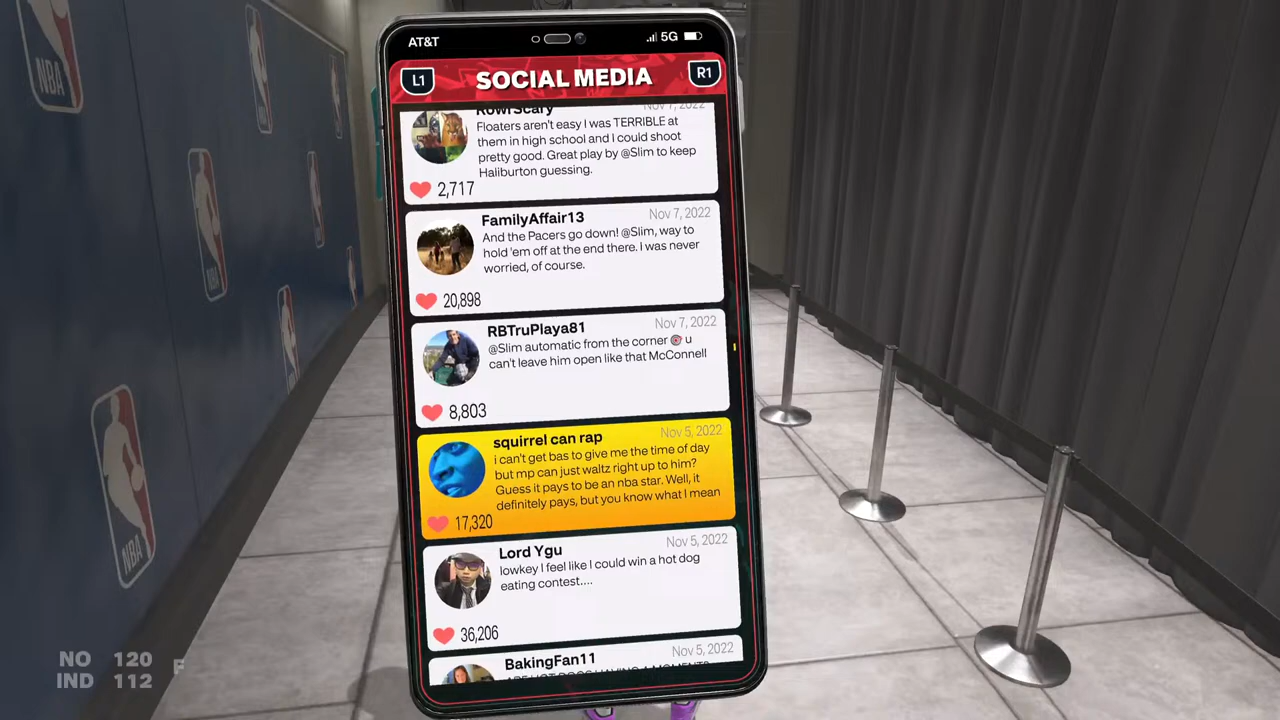 AT&T
5G
L1
SOCIAL MEDIA
R1
RowrScary
Nov 7, 2022
Floaters aren't easy I was TERRIBLE at
them in high school and I could shoot
pretty good. Great play by @Slim to keep
Haliburton guessing.
2,717
FamilyAffair13
Nov 7, 2022
And the Pacers go down! @Slim, way to
hold 'em off at the end there. I was never
worried, of course.
20,898
RBTruPlaya81
Nov 7, 2022
@Slim automatic from the corner 🎯 u
can't leave him open like that McConnell
8,803
squirrel can rap
Nov 5, 2022
i can't get bas to give me the time of day
but mp can just waltz right up to him?
Guess it pays to be an nba star. Well, it
definitely pays, but you know what I mean
17,320
Lord Ygu
Nov 5, 2022
lowkey I feel like I could win a hot dog
eating contest....
36,206
BakingFan11
Nov 5, 2022
NBA
NBA
NBA
NO 120 F
IND 112